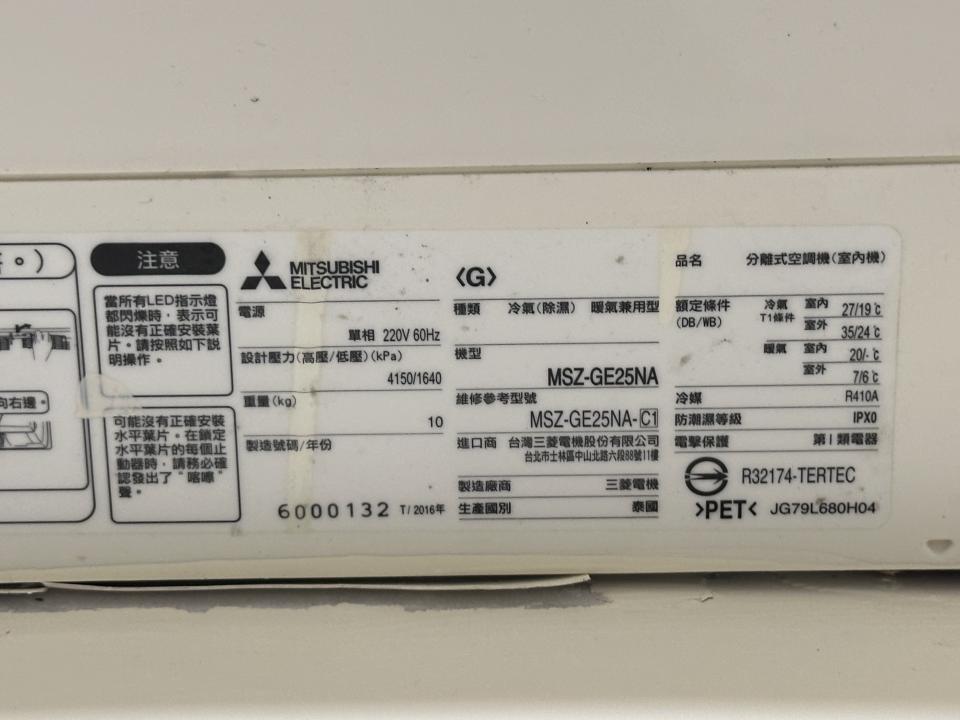 。)
向右邊。
注意
當所有LED指示燈
都閃爍時，表示可
能沒有正確安裝葉
片。請按照如下説
明操作。
可能沒有正確安裝
水平葉片。在鎖定
水平葉片的每個止
動器時，請務必確
認發出了“喀嚓”
聲。
MITSUBISHI
ELECTRIC
電源
單相 220V 60Hz
設計壓力(高壓/低壓)(kPa)
4150/1640
重量(kg)
10
製造號碼/年份
6000132 T/2016年
〈G〉
種類 冷氣(除濕) 暖氣兼用型
機型
MSZ-GE25NA
維修參考型號
MSZ-GE25NA-C1
進口商 台灣三菱電機股份有限公司
台北市士林區中山北路六段88號11樓
製造廠商 三菱電機
生產國別 泰國
品名 分離式空調機(室內機)
額定條件 冷氣 室內 27/19℃
(DB/WB) T1條件 室外 35/24℃
暖氣 室內 20/-℃
室外 7/6℃
冷媒 R410A
防潮濕等級 IPX0
電擊保護 第I類電器
R32174-TERTEC
>PET< JG79L680H04